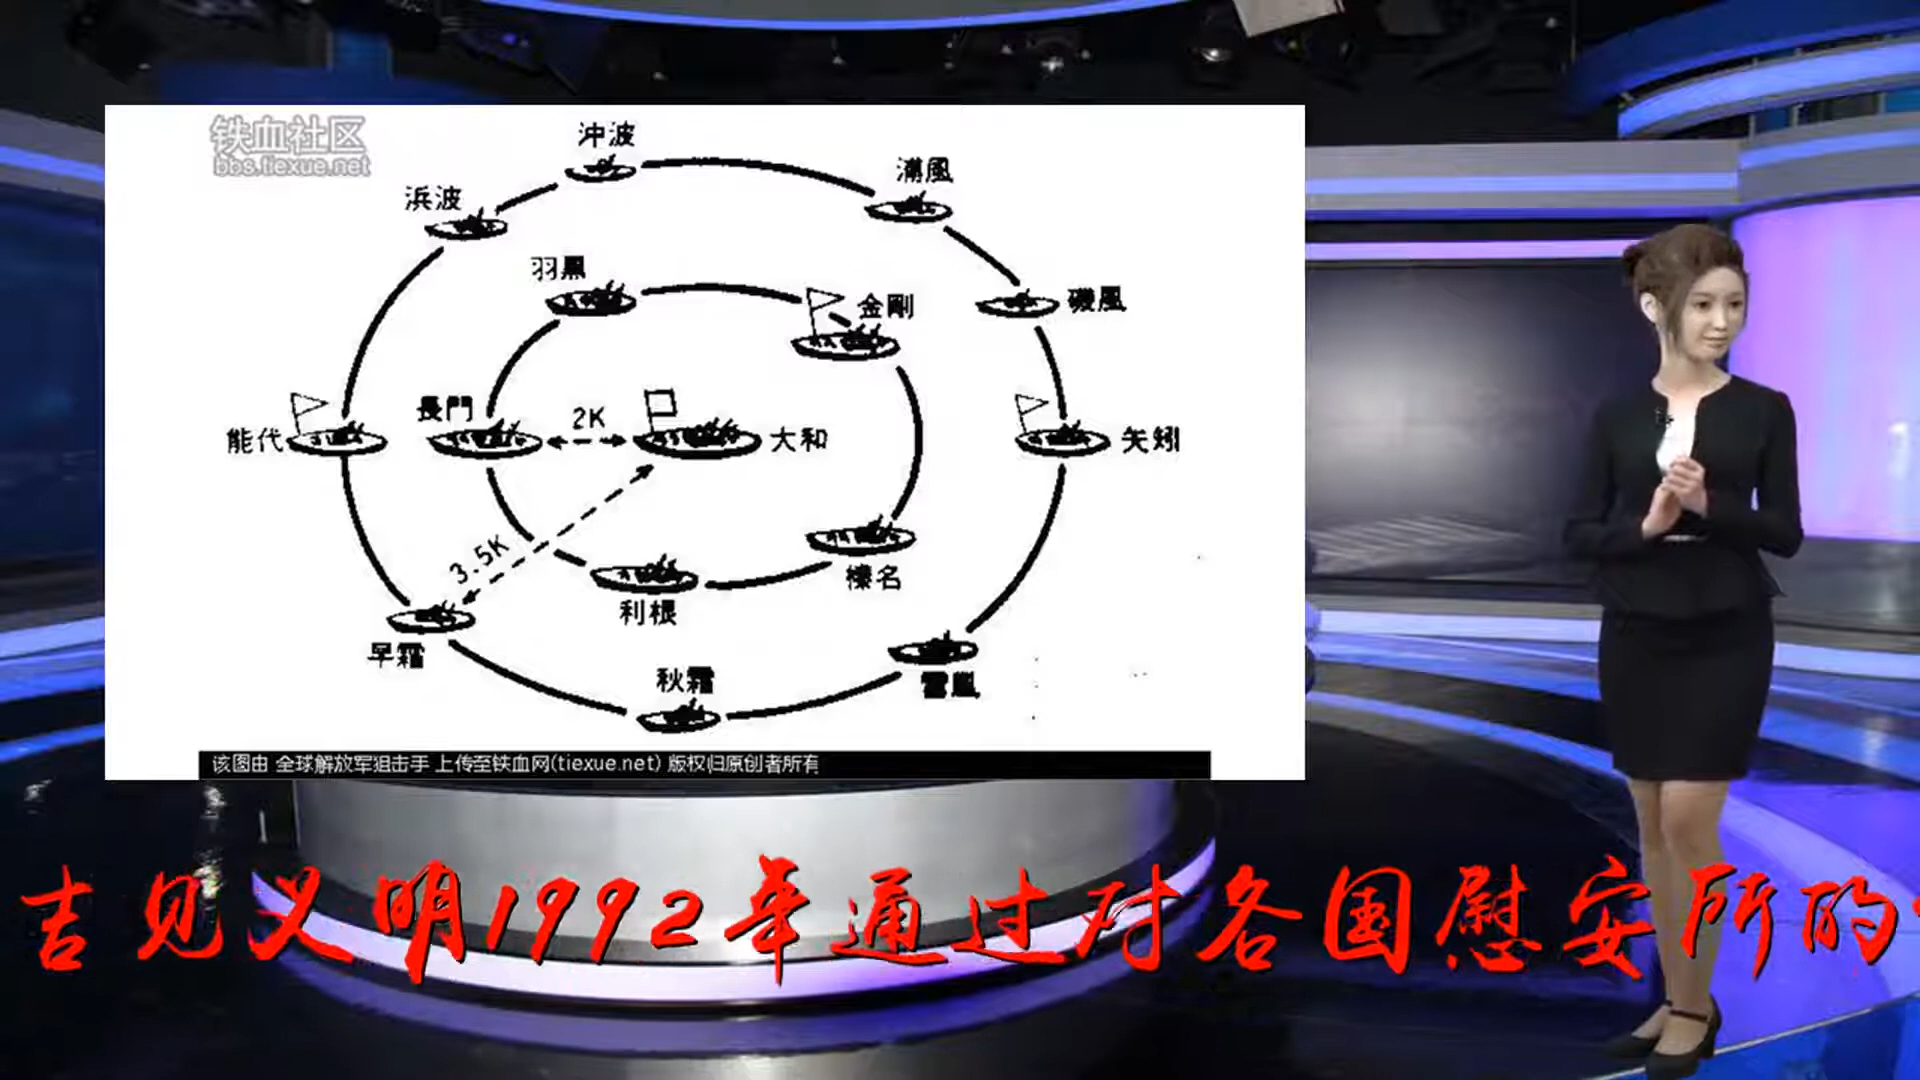 铁血社区
bbs.tiexue.net
沖波
浦風
浜波
羽黒
金剛
磯風
能代
長門
2K
大和
矢矧
3.5K
榛名
利根
早霜
秋霜
雪風
该图由 全球解放军狙击手 上传至铁血网(tiexue.net) 版权归原创者所有
吉见义明1992年通过对各国慰安所的